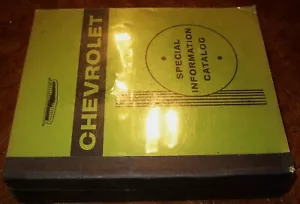 CHEVROLET
SPECIAL
INFORMATION
CATALOG